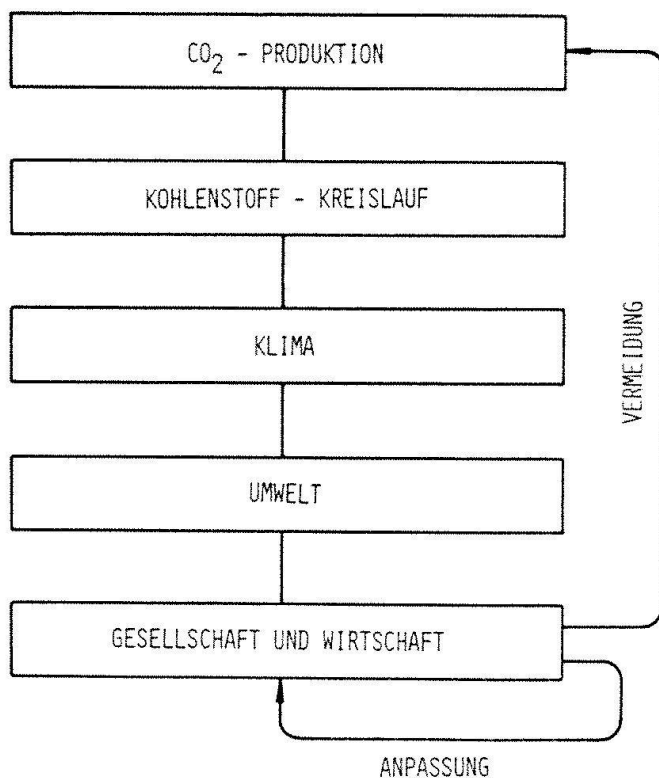 CO₂ - PRODUKTION
KOHLENSTOFF - KREISLAUF
KLIMA
VERMEIDUNG
UMWELT
GESELLSCHAFT UND WIRTSCHAFT
ANPASSUNG